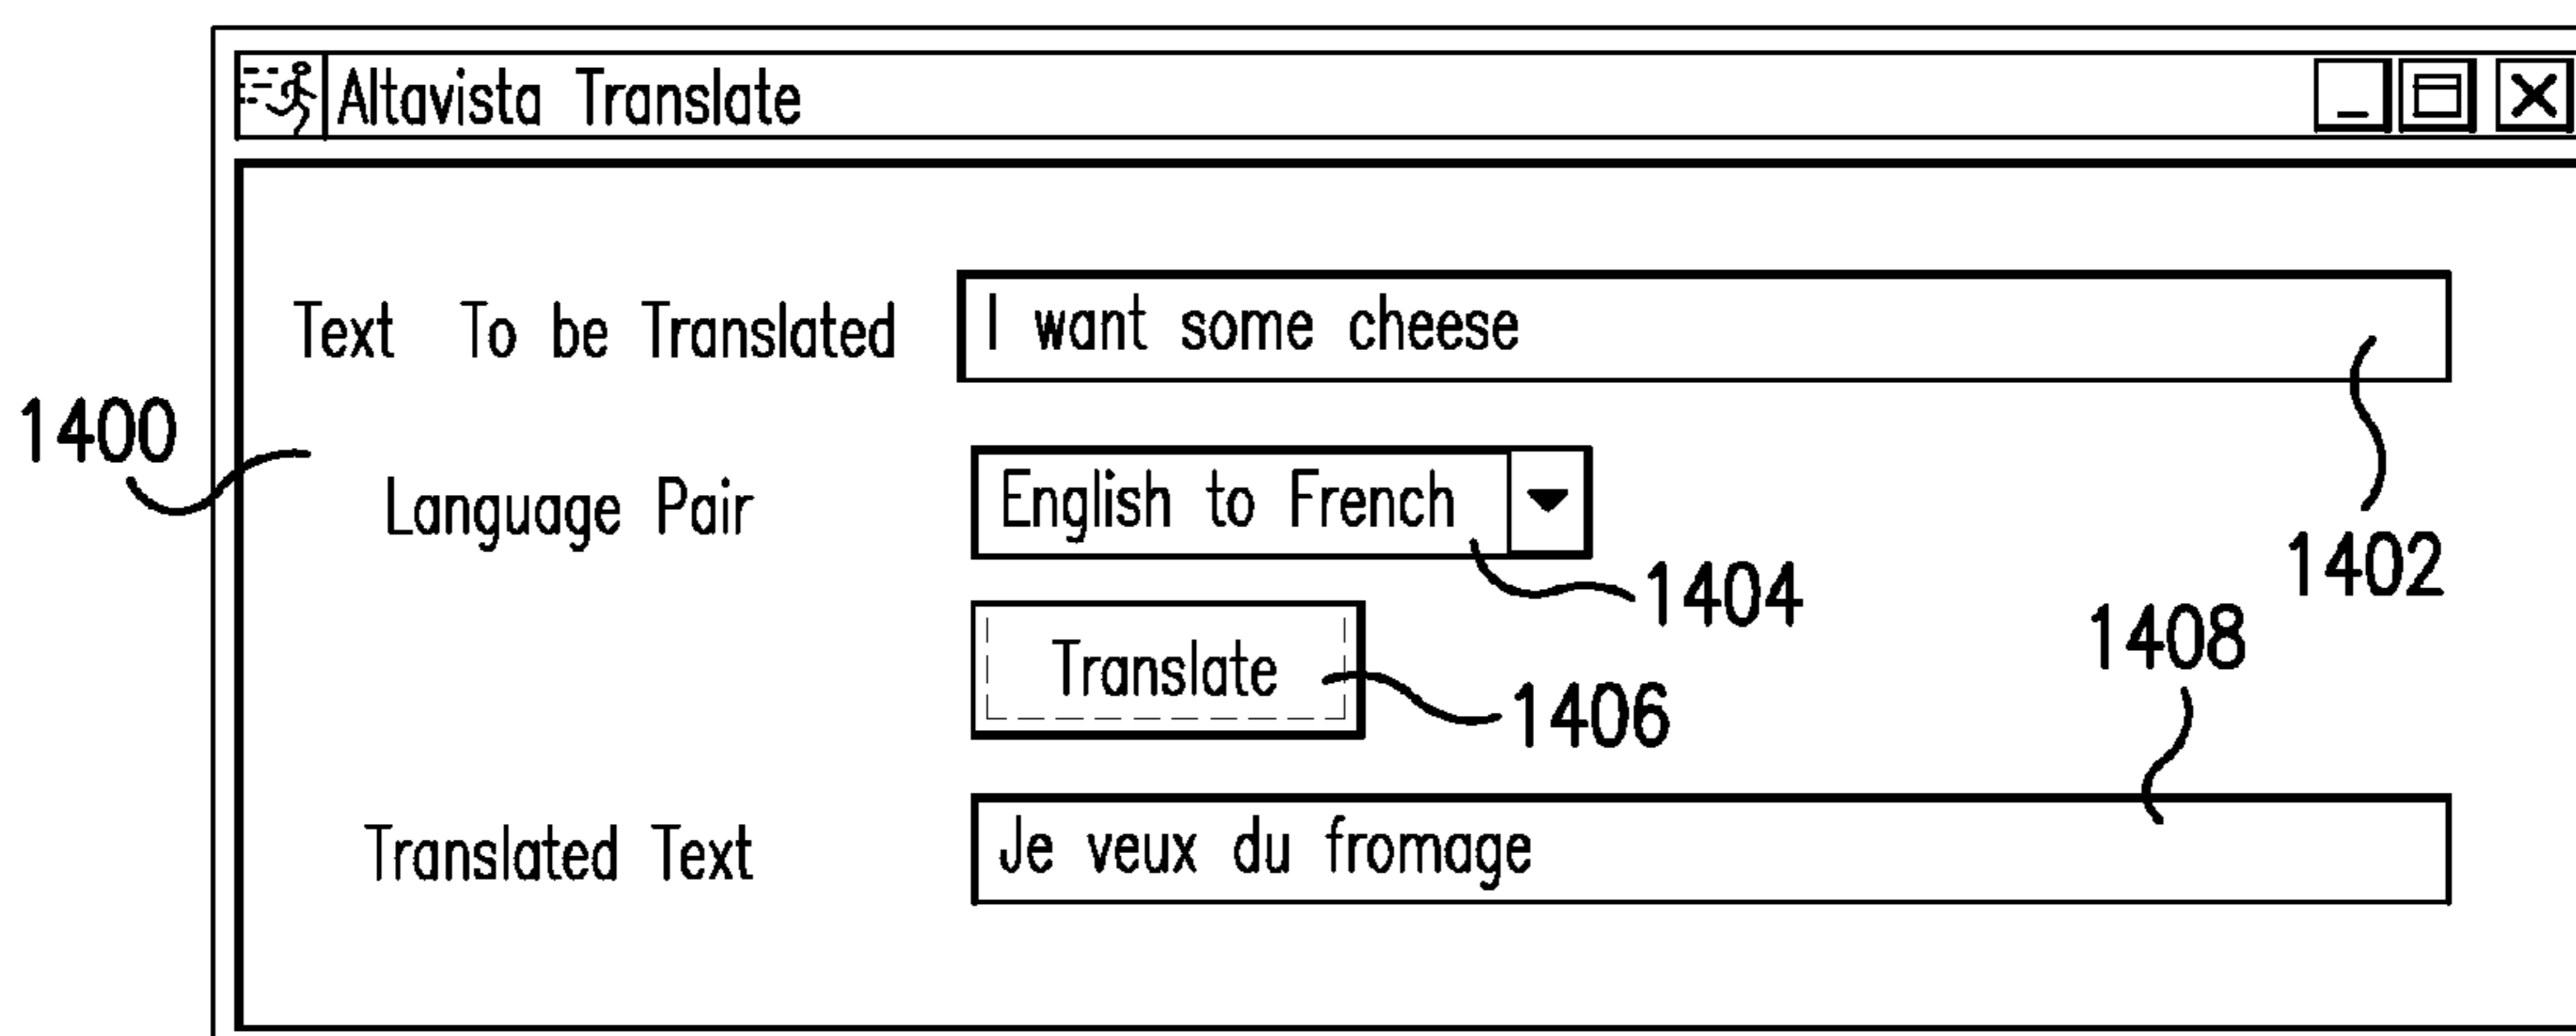 Altavista Translate
Text To be Translated I want some cheese
1400
Language Pair English to French
1402
1404
1408
Translate
1406
Translated Text Je veux du fromage